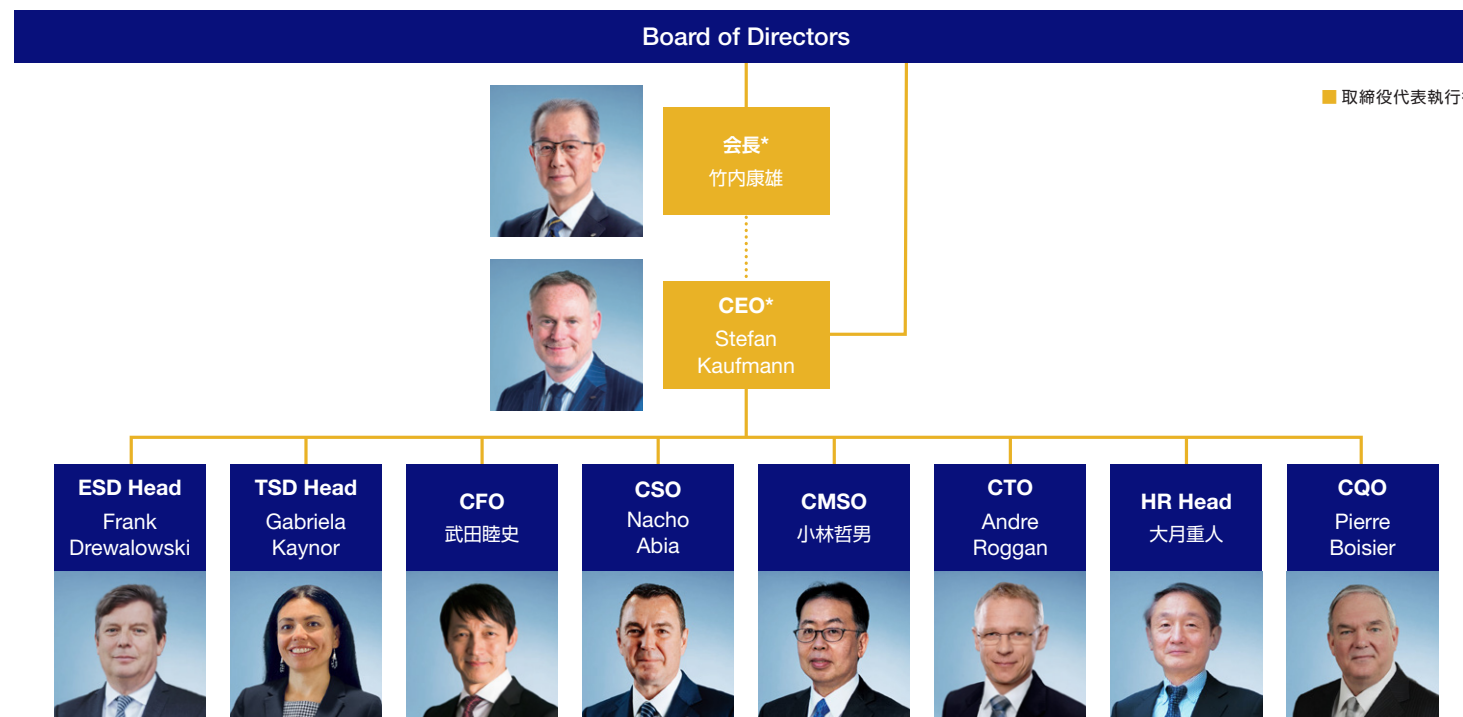 Board of Directors
■ 取締役代表執行
会長*
竹内康雄
CEO*
Stefan
Kaufmann
ESD Head
Frank
Drewalowski
TSD Head
Gabriela
Kaynor
CFO
武田睦史
CSO
Nacho
Abia
CMSO
小林哲男
CTO
Andre
Roggan
HR Head
大月重人
CQO
Pierre
Boisier